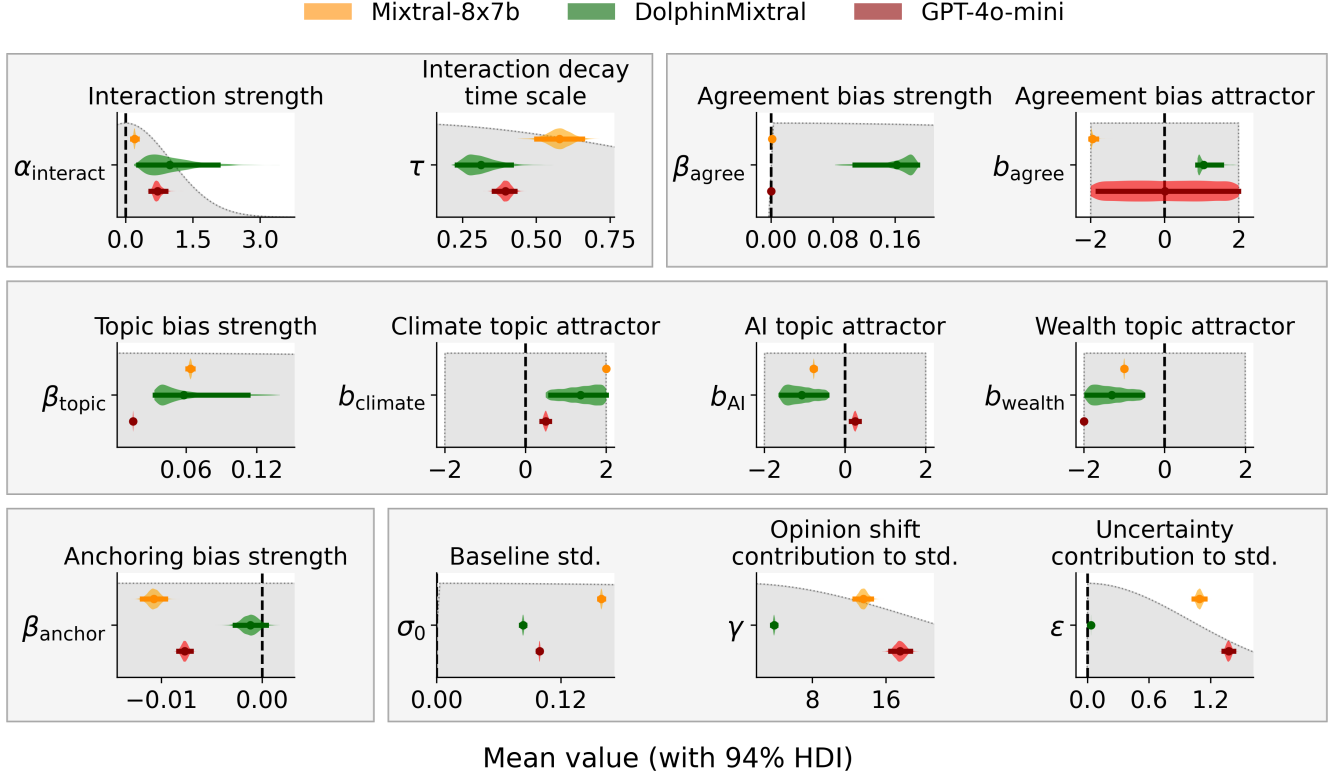 Mixtral-8x7b DolphinMixtral GPT-4o-mini
Interaction strength
α_interact
0.0 1.5 3.0
Interaction decay
time scale
τ
0.25 0.50 0.75
Agreement bias strength
β_agree
0.00 0.08 0.16
Agreement bias attractor
b_agree
−2 0 2
Topic bias strength
β_topic
0.06 0.12
Climate topic attractor
b_climate
−2 0 2
AI topic attractor
b_AI
−2 0 2
Wealth topic attractor
b_wealth
−2 0 2
Anchoring bias strength
β_anchor
−0.01 0.00
Baseline std.
σ_0
0.00 0.12
Opinion shift
contribution to std.
γ
8 16
Uncertainty
contribution to std.
ε
0.0 0.6 1.2
Mean value (with 94% HDI)